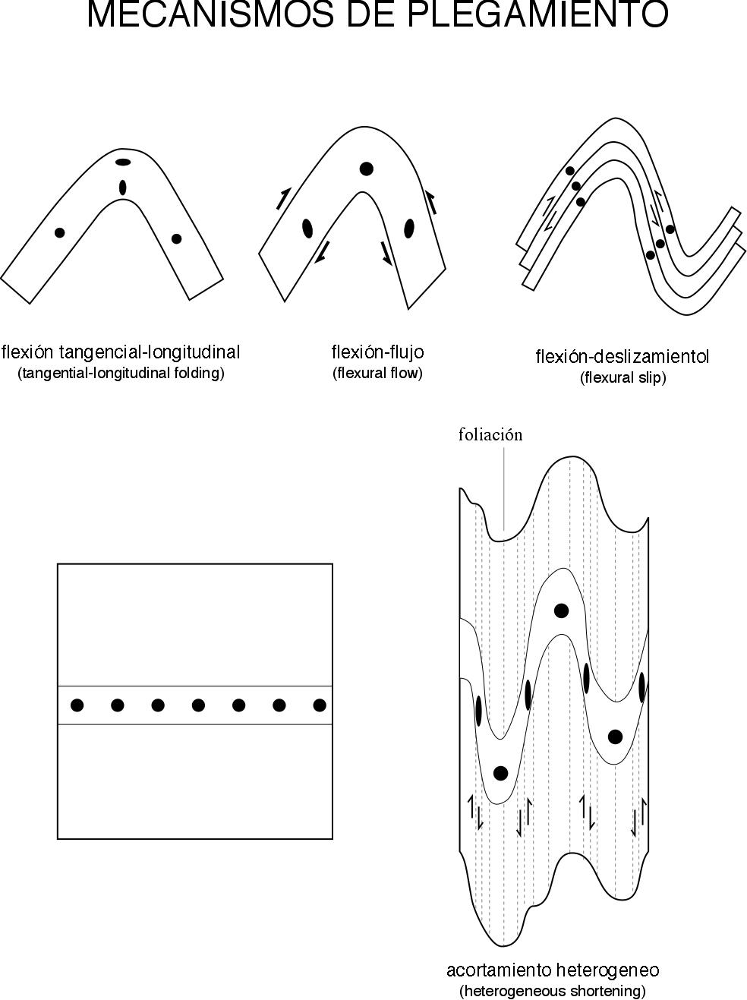 MECANISMOS DE PLEGAMIENTO
flexión tangencial-longitudinal
(tangential-longitudinal folding)
flexión-flujo
(flexural flow)
flexión-deslizamientol
(flexural slip)
foliación
acortamiento heterogeneo
(heterogeneous shortening)